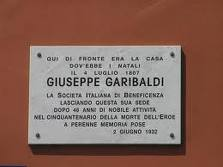 QUI DI FRONTE ERA LA CASA
DOV'EBBE I NATALI
IL 4 LUGLIO 1807
GIUSEPPE GARIBALDI
LA SOCIETA ITALIANA DI BENEFICENZA
LASCIANDO QUESTA SUA SEDE
DOPO 40 ANNI DI NOBILE ATTIVITA
NEL CINQUANTENARIO DELLA MORTE DELL'EROE
A PERENNE MEMORIA POSE
2 GIUGNO 1932